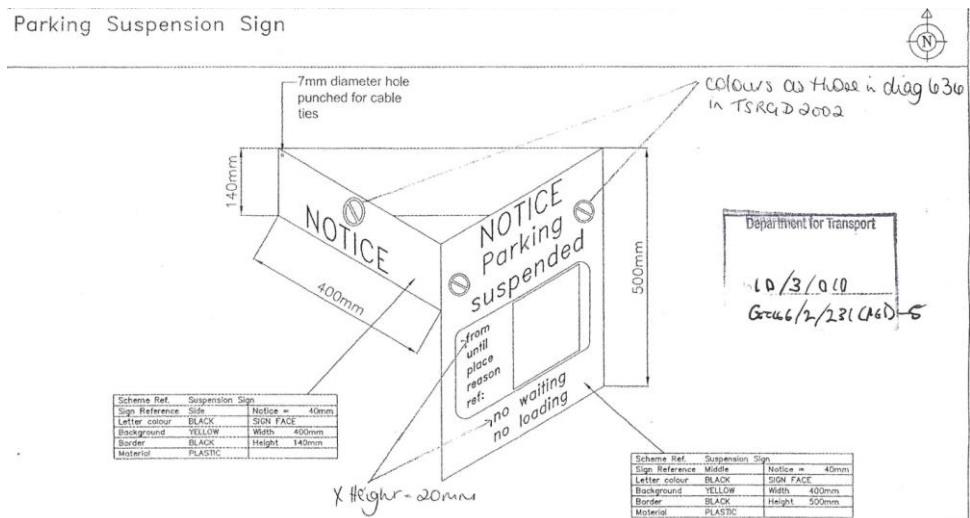 Parking Suspension Sign
N
7mm diameter hole
punched for cable
ties
colours as those in diag 636
in TSRGD 2002
140mm
NOTICE
400mm
NOTICE
Parking
suspended
from
until
place
reason
ref:
no waiting
no loading
500mm
Department for Transport
10/3/010
Scheme Ref. Suspension Sign
Sign Reference Side Notice = 40mm
Letter colour BLACK SIGN FACE
Background YELLOW Width 400mm
Border BLACK Height 140mm
Material PLASTIC
X Height = 20mm
Scheme Ref. Suspension Sign
Sign Reference Middle Notice = 40mm
Letter colour BLACK SIGN FACE
Background YELLOW Width 400mm
Border BLACK Height 500mm
Material PLASTIC